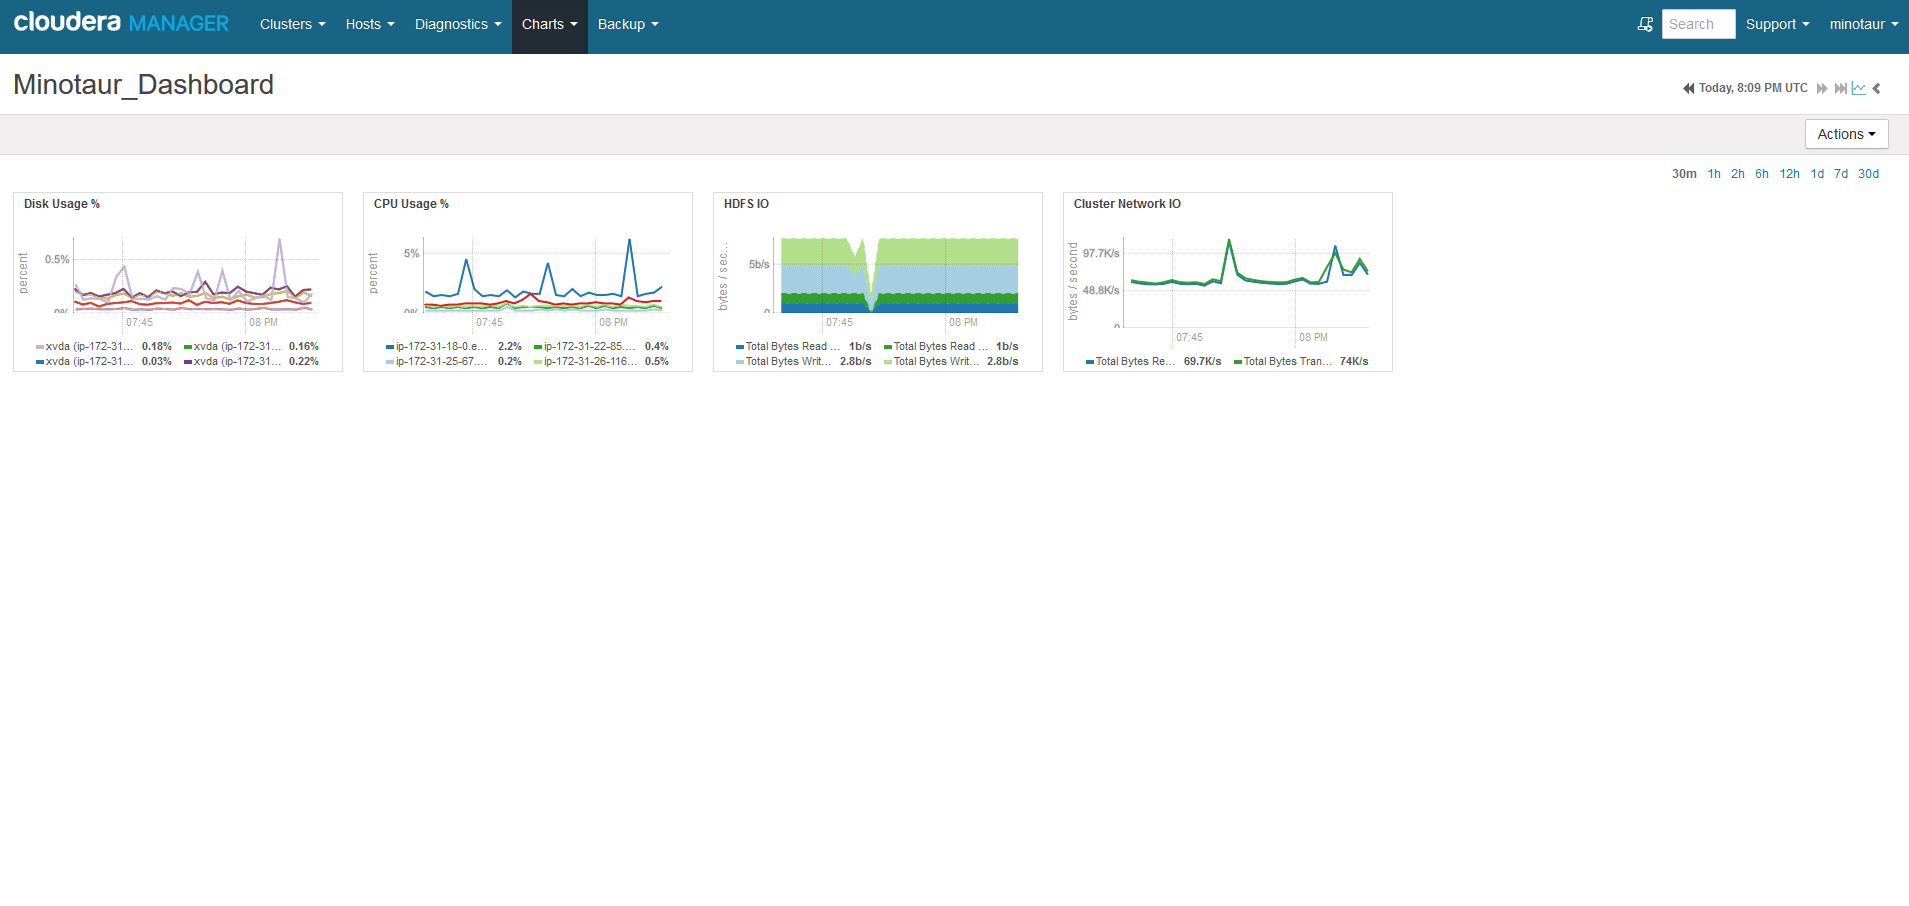 cloudera MANAGER Clusters Hosts Diagnostics Charts Backup Search Support minotaur
Minotaur_Dashboard
Today, 8:09 PM UTC
Actions
30m 1h 2h 6h 12h 1d 7d 30d
Disk Usage %
percent
0.5%
0%
07:45 08 PM
xvda (ip-172-31... 0.18% xvda (ip-172-31... 0.16%
xvda (ip-172-31... 0.03% xvda (ip-172-31... 0.22%
CPU Usage %
percent
5%
0%
07:45 08 PM
ip-172-31-18-0.e... 2.2% ip-172-31-22-85.... 0.4%
ip-172-31-25-67.... 0.2% ip-172-31-26-116... 0.5%
HDFS IO
bytes / sec...
5b/s
0
07:45 08 PM
Total Bytes Read ... 1b/s Total Bytes Read ... 1b/s
Total Bytes Writ... 2.8b/s Total Bytes Writ... 2.8b/s
Cluster Network IO
bytes / second
97.7K/s
48.8K/s
0
07:45 08 PM
Total Bytes Re... 69.7K/s Total Bytes Tran... 74K/s